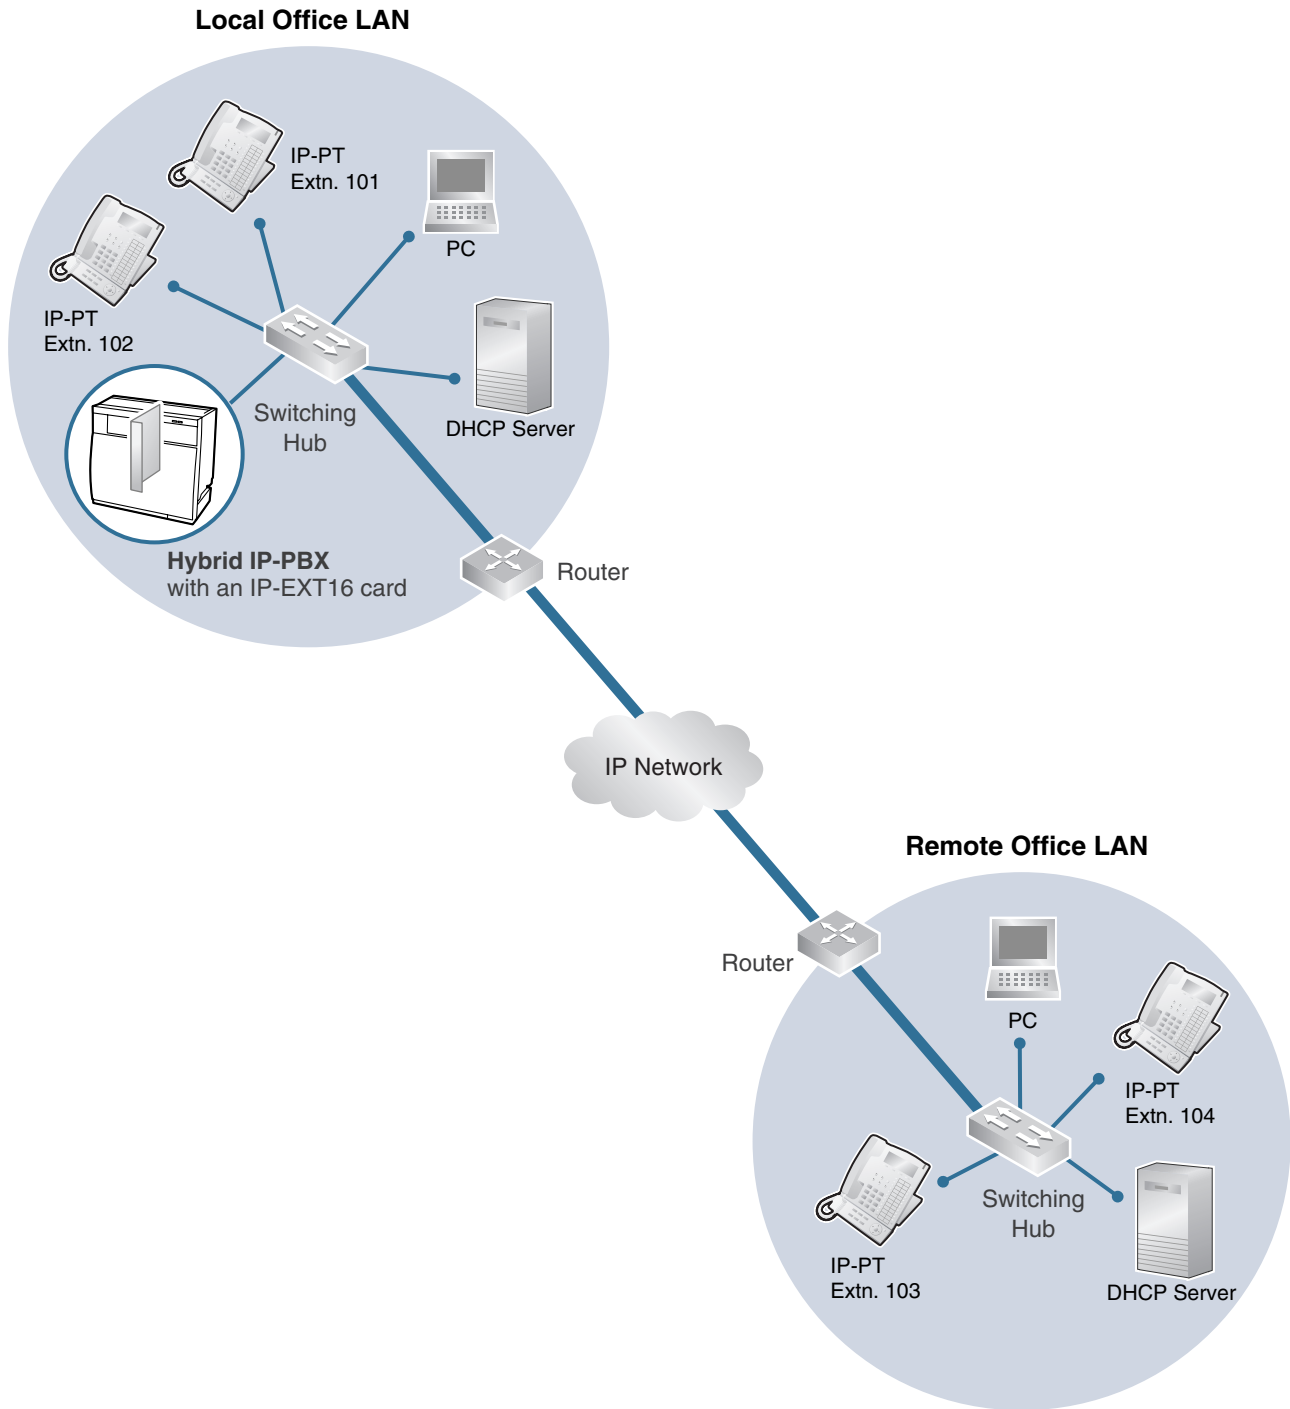 Local Office LAN
IP-PT
Extn. 101
PC
IP-PT
Extn. 102
Switching
Hub
DHCP Server
Hybrid IP-PBX
with an IP-EXT16 card
Router
IP Network
Remote Office LAN
Router
PC
IP-PT
Extn. 104
Switching
Hub
IP-PT
Extn. 103
DHCP Server